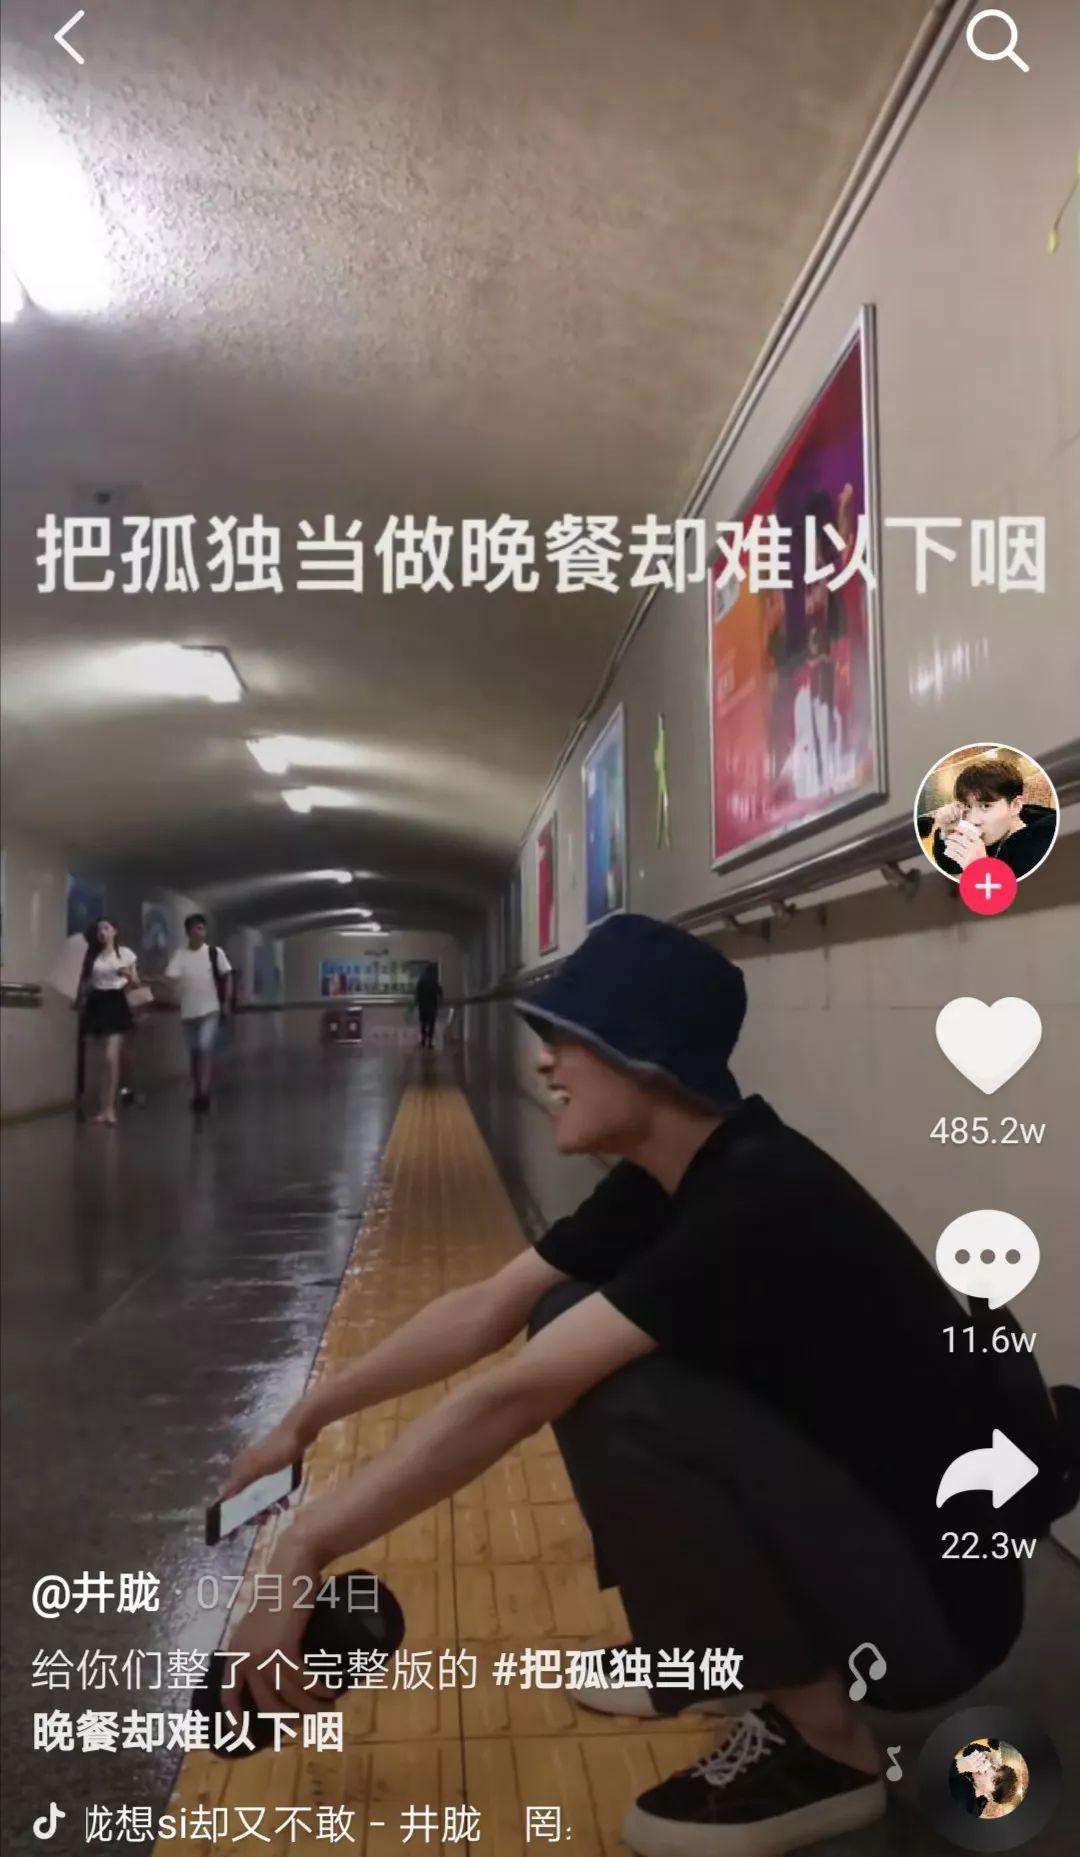 把孤独当做晚餐却难以下咽
485.2w
11.6w
22.3w
@井胧 · 07月24日
给你们整了个完整版的 #把孤独当做
晚餐却难以下咽
胧想si却又不敢 - 井胧